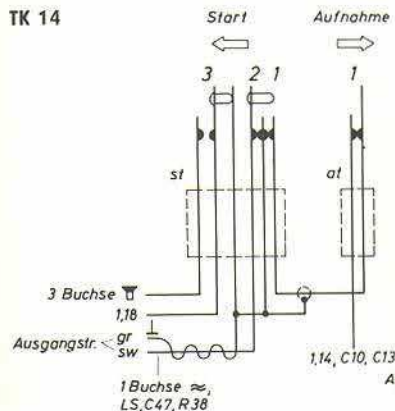 TK 14
Start
Aufnahme
3 2 1
1
st
at
3 Buchse
1,18
Ausgangstr. gr
sw
1,14, C10, C13
A
1 Buchse ≈,
LS, C47, R38